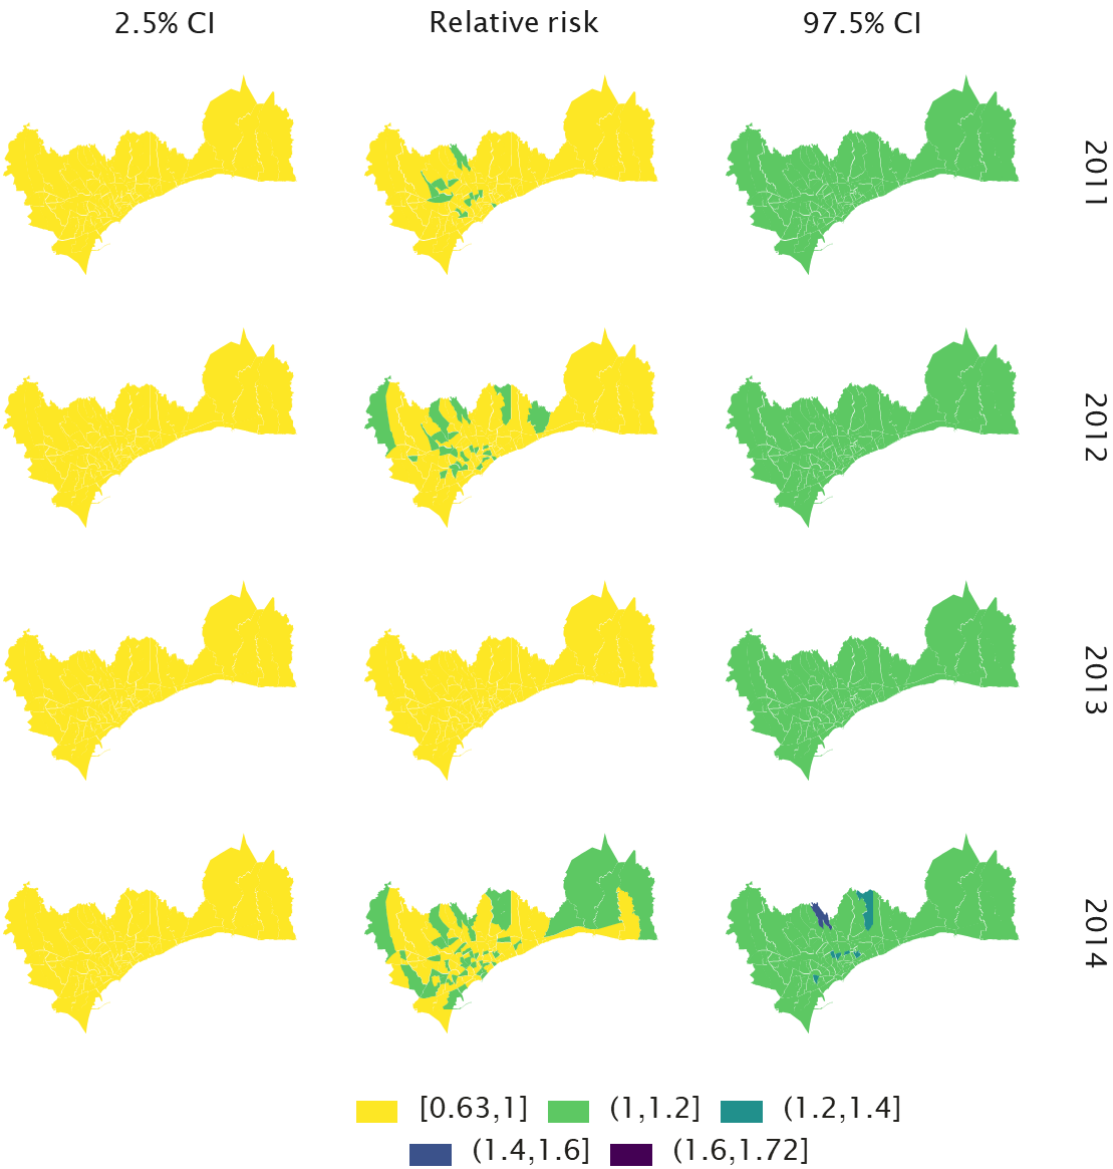 2.5% CI Relative risk 97.5% CI
2011
2012
2013
2014
[0.63,1] (1,1.2] (1.2,1.4]
(1.4,1.6] (1.6,1.72]